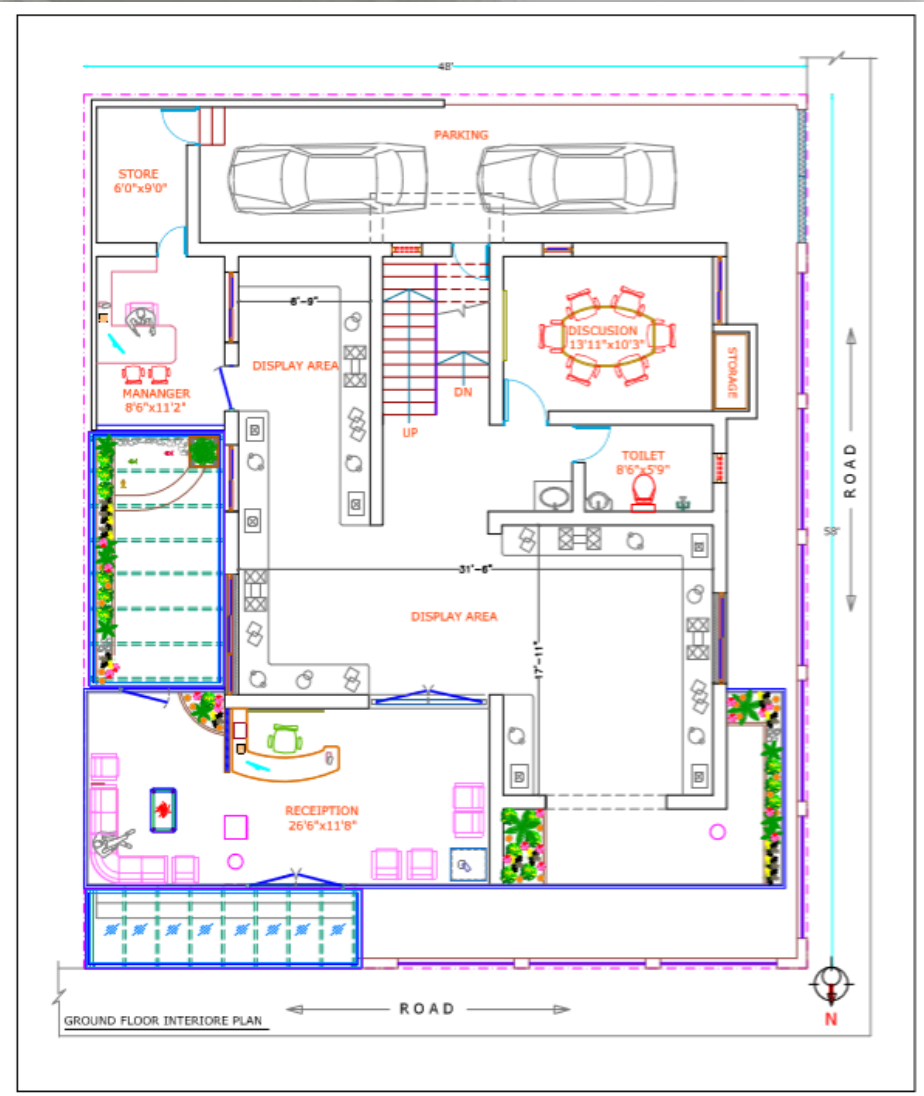 48'
PARKING
STORE
6'0"x9'0"
6'-9"
DISPLAY AREA
DISCUSION
13'11"x10'3"
STORAGE
MANANGER
8'6"x11'2"
DN
UP
TOILET
8'6"x5'9"
ROAD
58'
31'-6"
DISPLAY AREA
17'-11"
RECEIPTION
26'6"x11'8"
ROAD
N
GROUND FLOOR INTERIORE PLAN